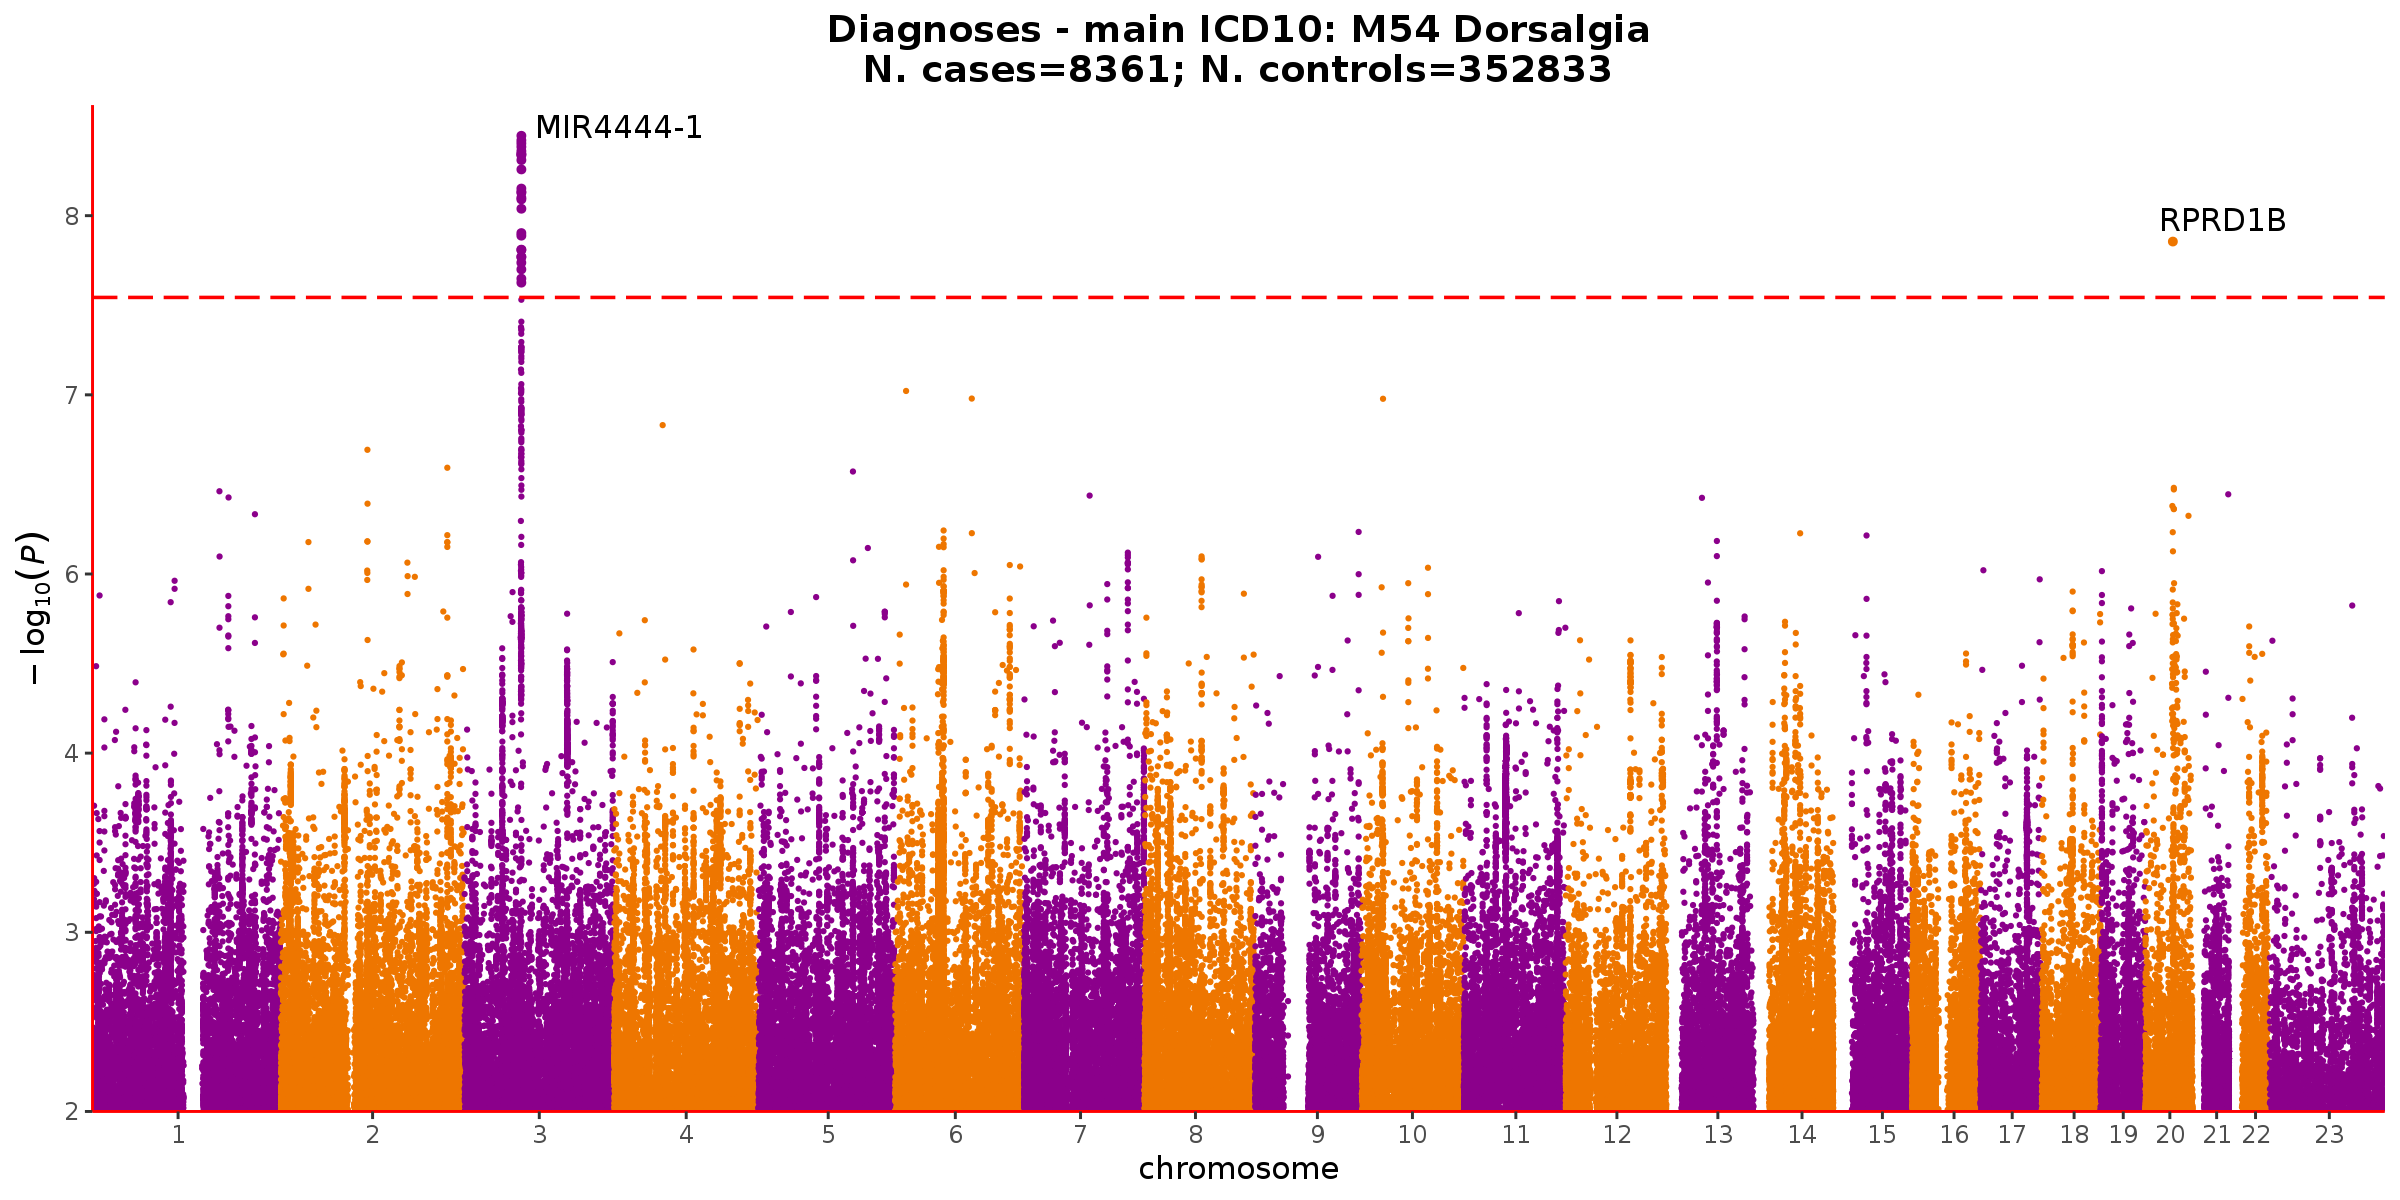 Diagnoses - main ICD10: M54 Dorsalgia
N. cases=8361; N. controls=352833
MIR4444-1
RPRD1B
8
7
6
5
4
3
2
−log₁₀(P)
1 2 3 4 5 6 7 8 9 10 11 12 13 14 15 16 17 18 19 20 21 22 23
chromosome